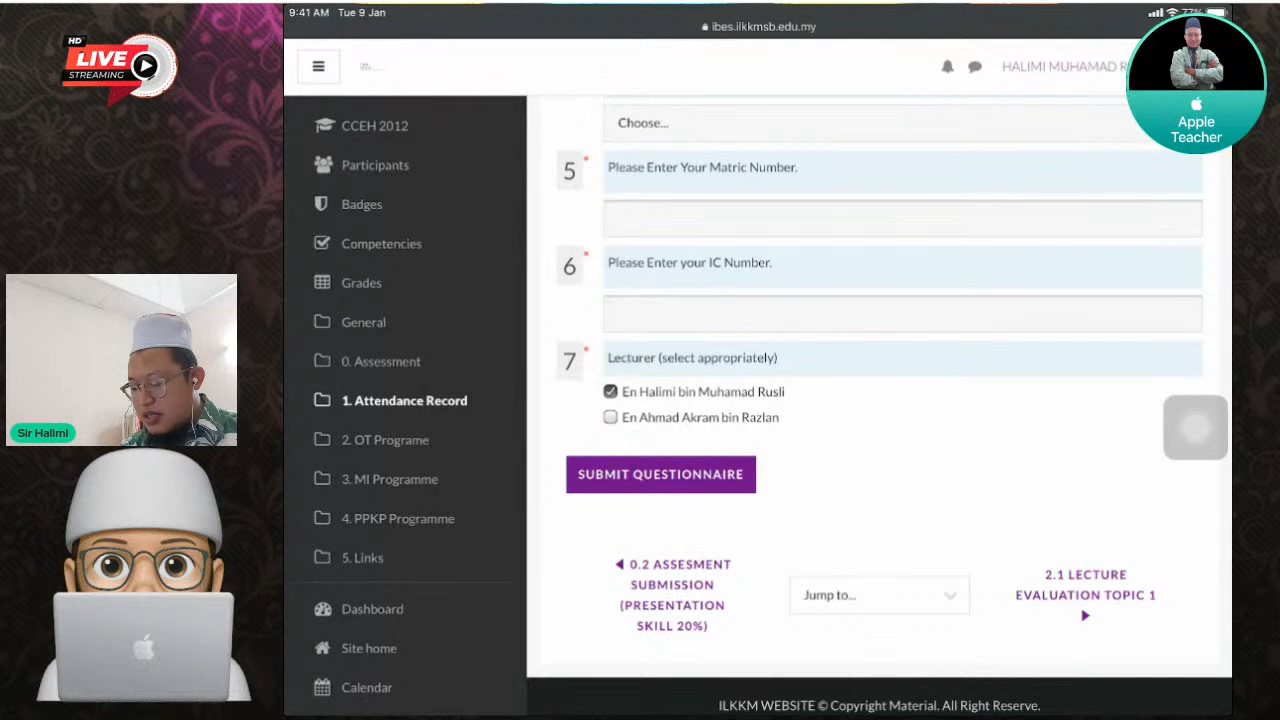 9:41 AM Tue 9 Jan
77%
ibes.ilkkmsb.edu.my
HD
LIVE
STREAMING
HALIMI MUHAMAD R
Apple
Teacher
CCEH 2012
Participants
Badges
Competencies
Grades
General
0. Assessment
1. Attendance Record
2. OT Programe
3. MI Programme
4. PPKP Programme
5. Links
Dashboard
Site home
Calendar
Choose...
5 * Please Enter Your Matric Number.
6 * Please Enter your IC Number.
7 * Lecturer (select appropriately)
En Halimi bin Muhamad Rusli
En Ahmad Akram bin Razlan
SUBMIT QUESTIONNAIRE
◀ 0.2 ASSESMENT
SUBMISSION
(PRESENTATION
SKILL 20%)
Jump to...
2.1 LECTURE
EVALUATION TOPIC 1
▶
ILKKM WEBSITE © Copyright Material. All Right Reserve.
Sir Halimi